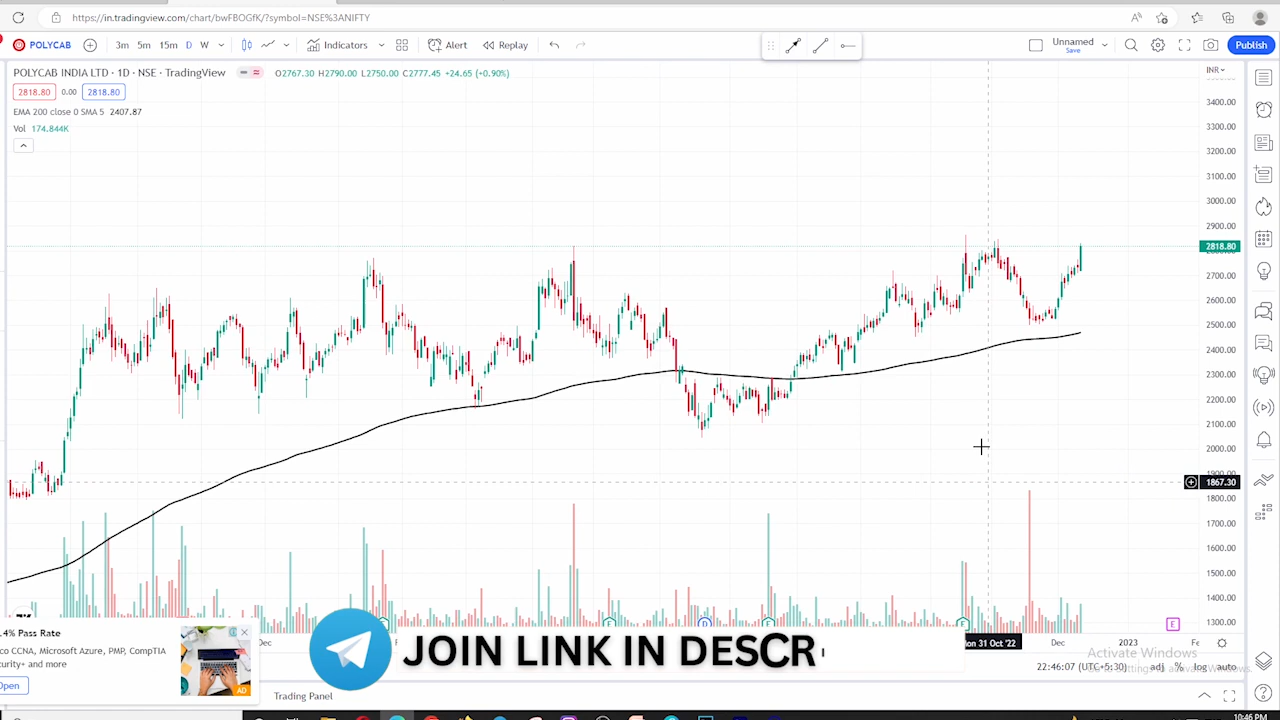 https://in.tradingview.com/chart/bwFBOGfK/?symbol=NSE%3ANIFTY
POLYCAB 3m 5m 15m D W Indicators Alert Replay Unnamed Save Publish
POLYCAB INDIA LTD · 1D · NSE · TradingView O2767.30 H2790.00 L2750.00 C2777.45 +24.65 (+0.90%) INR
2818.80 0.00 2818.80
EMA 200 close 0 SMA 5 2407.87
Vol 174.844K
3400.00
3300.00
3200.00
3100.00
3000.00
2900.00
2818.80
2700.00
2600.00
2500.00
2400.00
2300.00
2200.00
2100.00
2000.00
1867.30
1800.00
1700.00
1600.00
1500.00
1400.00
1300.00
D E
Dec Mon 31 Oct '22 Dec 2023
.4% Pass Rate
CCNA, Microsoft Azure, PMP, CompTIA
and more
Open
AD
JOIN LINK IN DESCR
Activate Windows
22:46:07 (UTC+5:30) adj % log auto
Trading Panel
10:46 PM